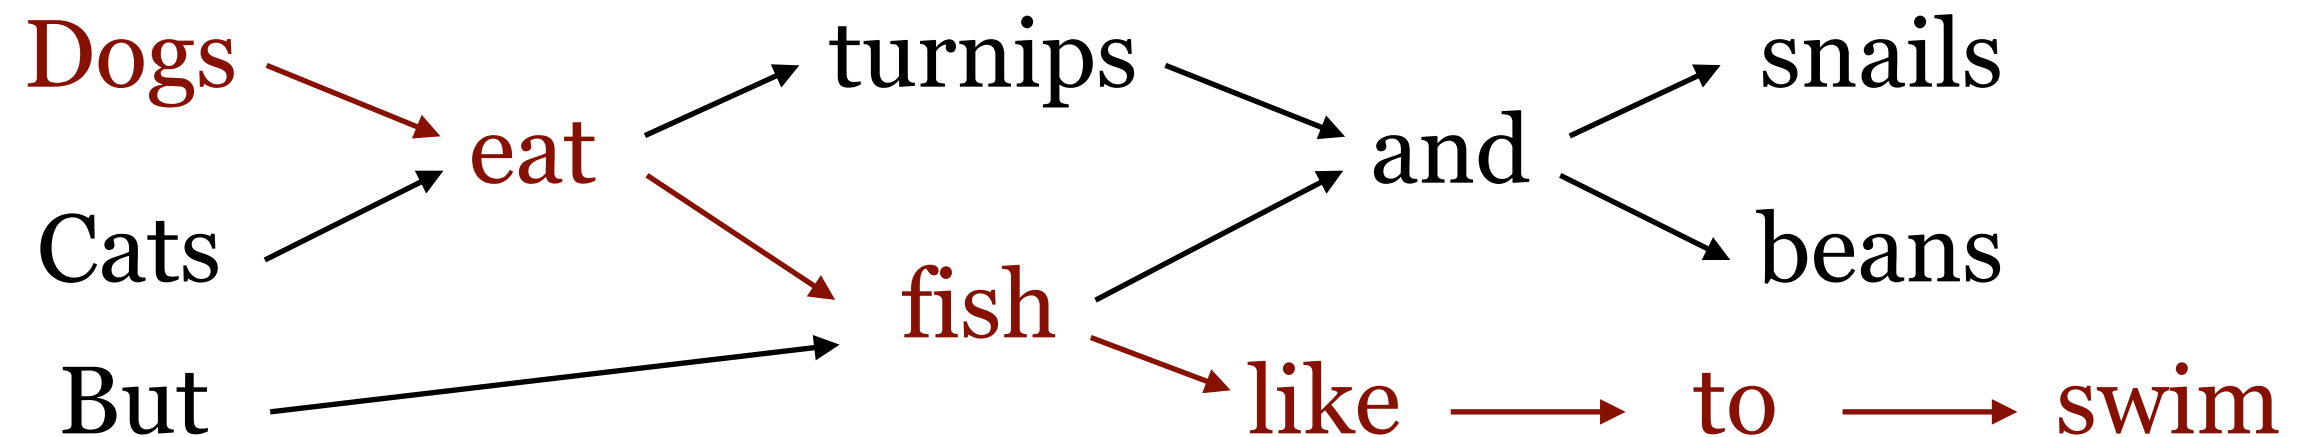 Dogs turnips snails
eat and
Cats beans
fish
But like to swim